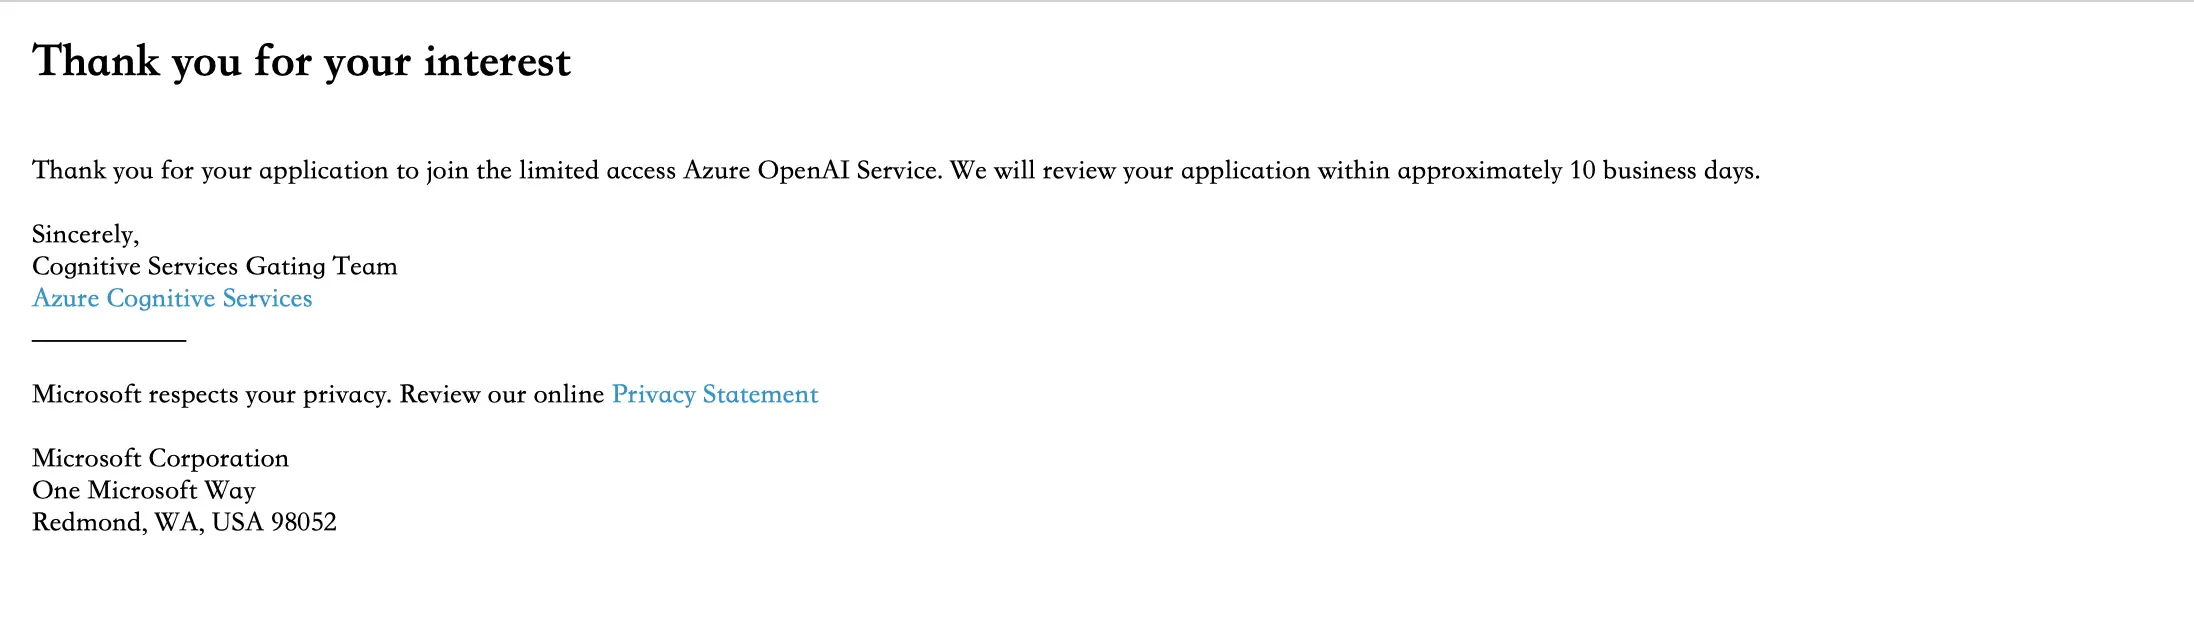 Thank you for your interest
Thank you for your application to join the limited access Azure OpenAI Service. We will review your application within approximately 10 business days.
Sincerely,
Cognitive Services Gating Team
Azure Cognitive Services
Microsoft respects your privacy. Review our online Privacy Statement
Microsoft Corporation
One Microsoft Way
Redmond, WA, USA 98052